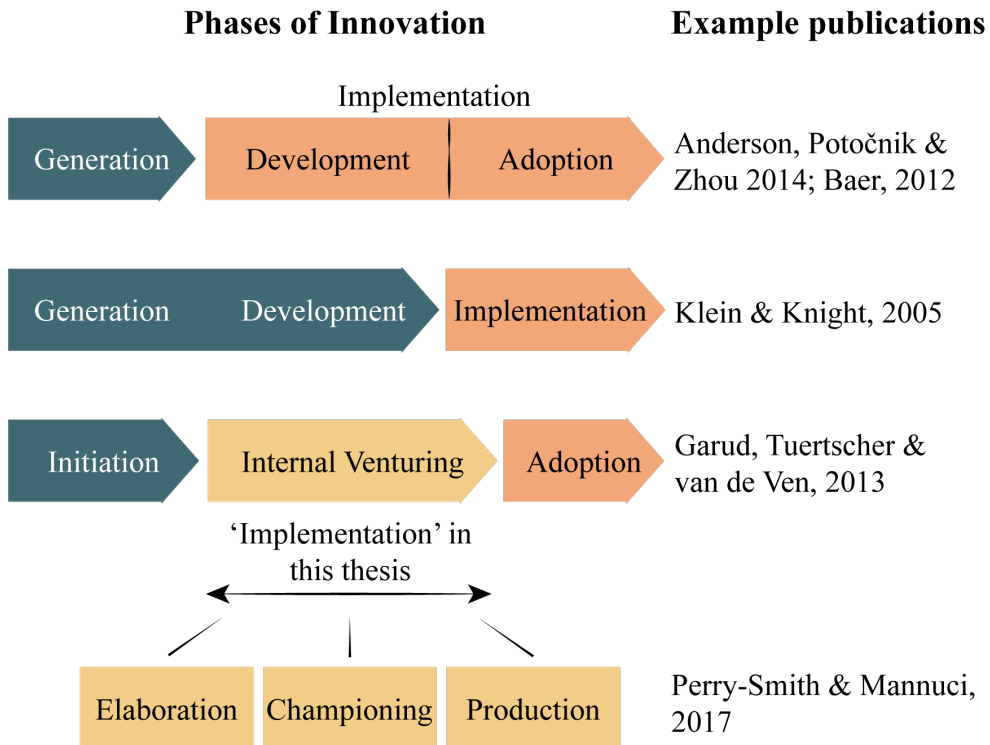 Phases of Innovation
Example publications
Implementation
Generation
Development
Adoption
Anderson, Potočnik &
Zhou 2014; Baer, 2012
Generation
Development
Implementation
Klein & Knight, 2005
Initiation
Internal Venturing
Adoption
Garud, Tuertscher &
van de Ven, 2013
‘Implementation’ in
this thesis
Elaboration
Championing
Production
Perry-Smith & Mannuci,
2017